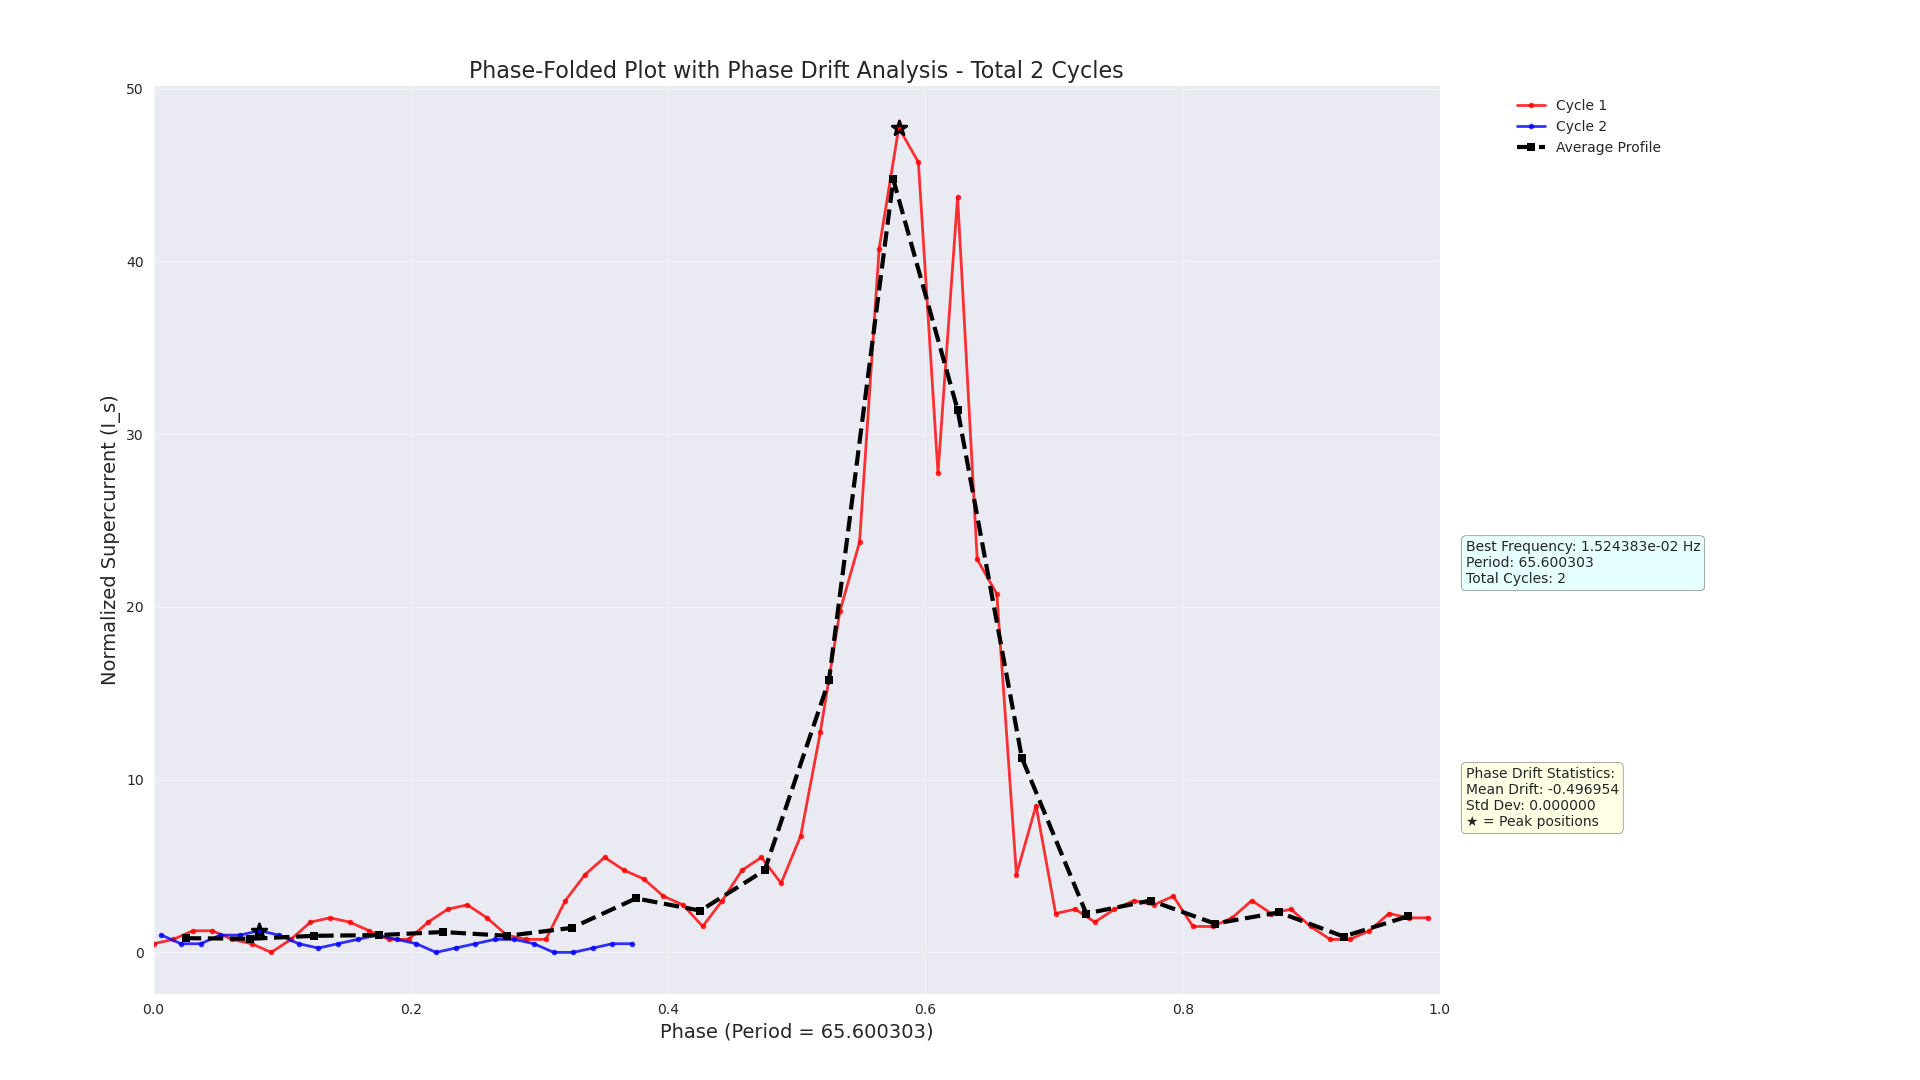 Phase-Folded Plot with Phase Drift Analysis - Total 2 Cycles
Normalized Supercurrent (I_s)
50
40
30
20
10
0
0.0
0.2
0.4
0.6
0.8
1.0
Phase (Period = 65.600303)
Cycle 1
Cycle 2
Average Profile
Best Frequency: 1.524383e-02 Hz
Period: 65.600303
Total Cycles: 2
Phase Drift Statistics:
Mean Drift: -0.496954
Std Dev: 0.000000
★ = Peak positions